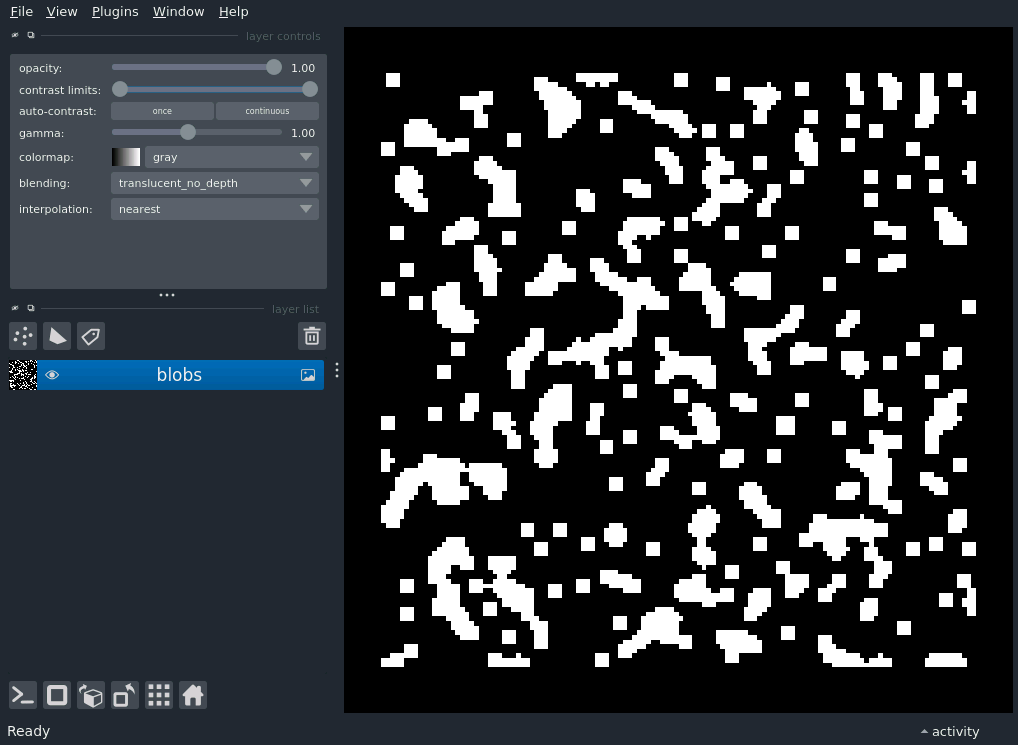 File View Plugins Window Help
layer controls
opacity: 1.00
contrast limits:
auto-contrast: once continuous
gamma: 1.00
colormap: gray
blending: translucent_no_depth
interpolation: nearest
layer list
blobs
Ready
activity